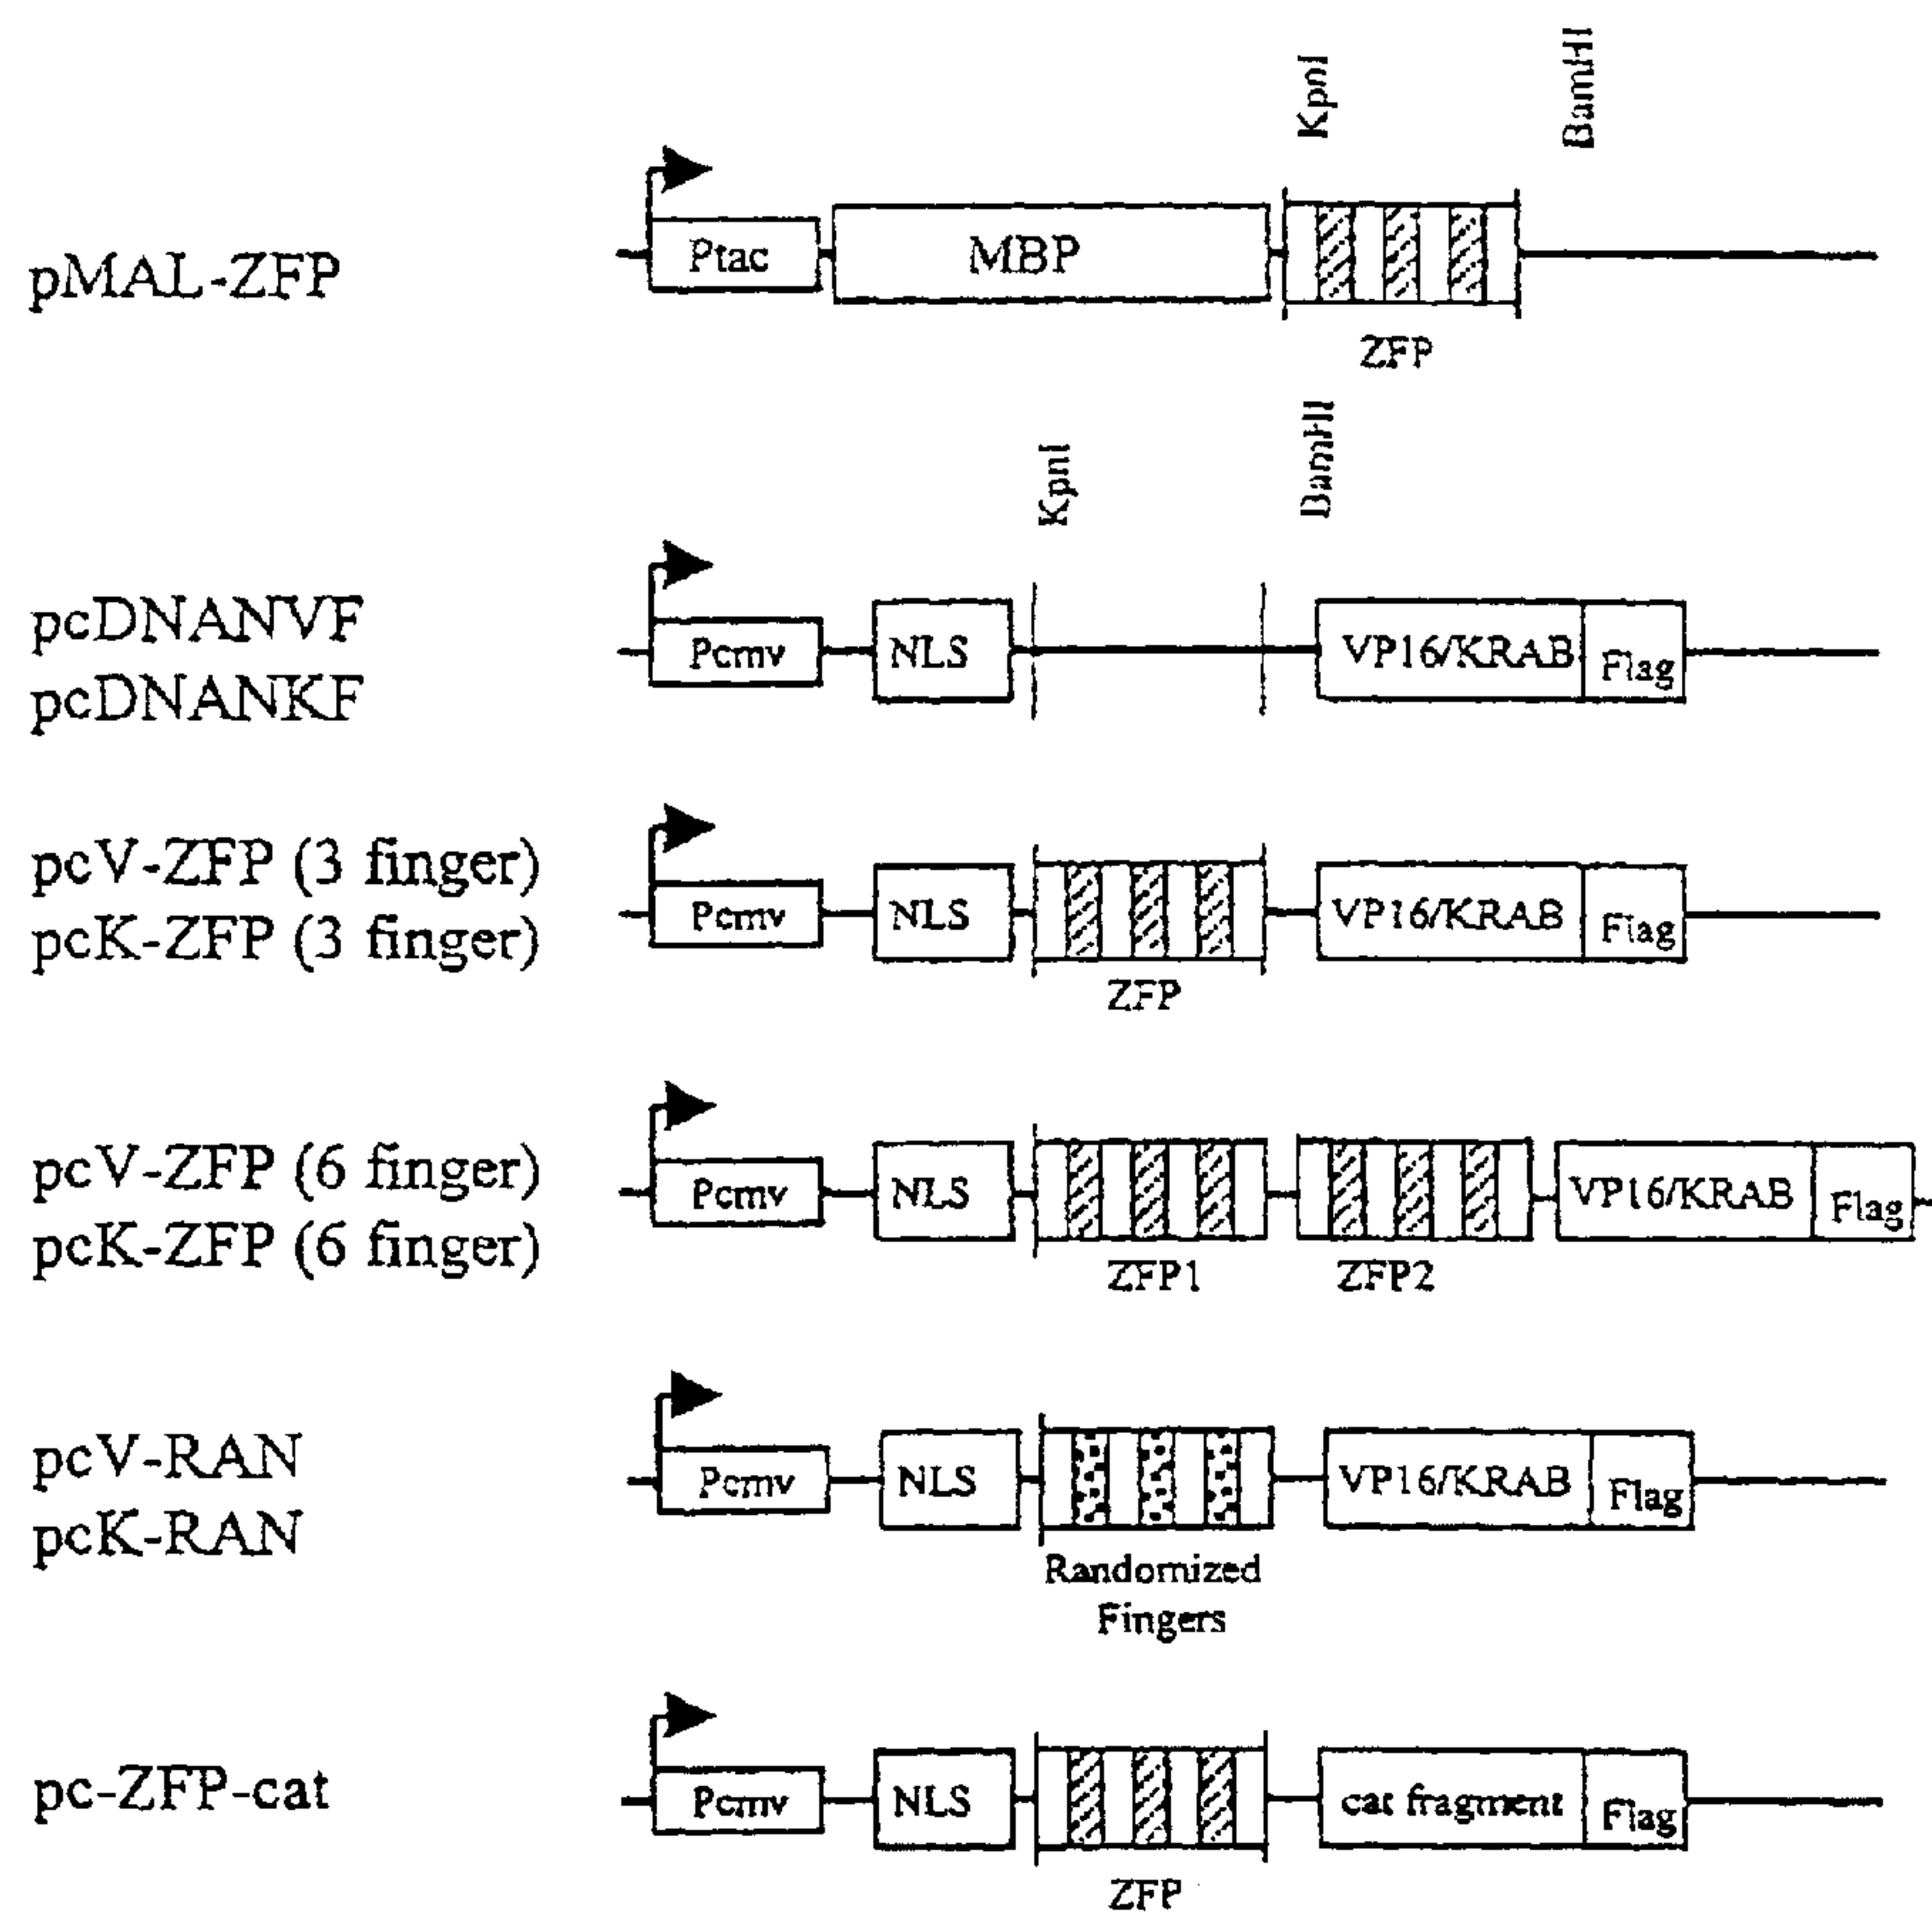 KpnI
BamHI
pMAL-ZFP
Ptac
MBP
ZFP
KpnI
BamHI
pcDNANVF
pcDNANKF
Pcmv
NLS
VP16/KRAB
Flag
pcV-ZFP (3 finger)
pcK-ZFP (3 finger)
Pcmv
NLS
VP16/KRAB
Flag
ZFP
pcV-ZFP (6 finger)
pcK-ZFP (6 finger)
Pcmv
NLS
VP16/KRAB
Flag
ZFP1
ZFP2
pcV-RAN
pcK-RAN
Pcmv
NLS
VP16/KRAB
Flag
Randomized
Fingers
pc-ZFP-cat
Pcmv
NLS
cat fragment
Flag
ZFP